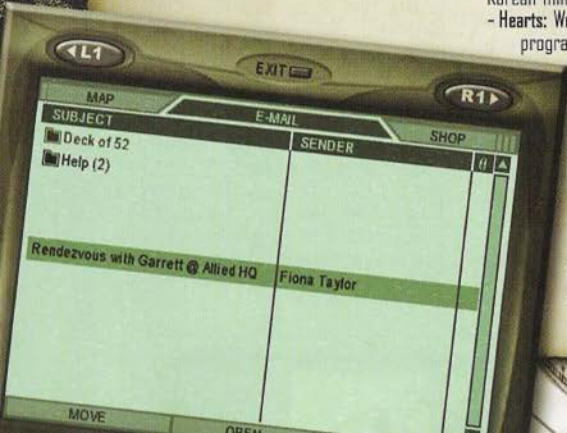 - Hearts:
L1
EXIT
R1
MAP E-MAIL SHOP
SUBJECT SENDER
Deck of 52
Help (2)
Rendezvous with Garrett @ Allied HQ Fiona Taylor
MOVE OPEN